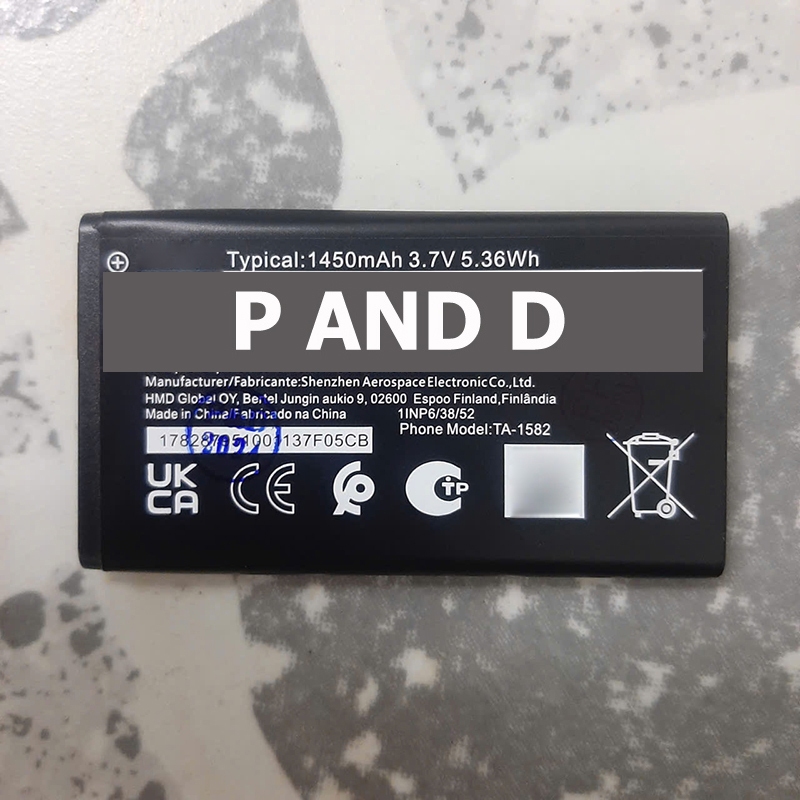 Typical:1450mAh 3.7V 5.36Wh
P AND D
Manufacturer/Fabricante:Shenzhen Aerospace Electronic Co.,Ltd.
HMD Global OY, Bertel Jungin aukio 9, 02600 Espoo Finland,Finlândia
Made in China/Fabricado na China 1INP6/38/52
Phone Model:TA-1582
2021
UK
CA
CE
TP